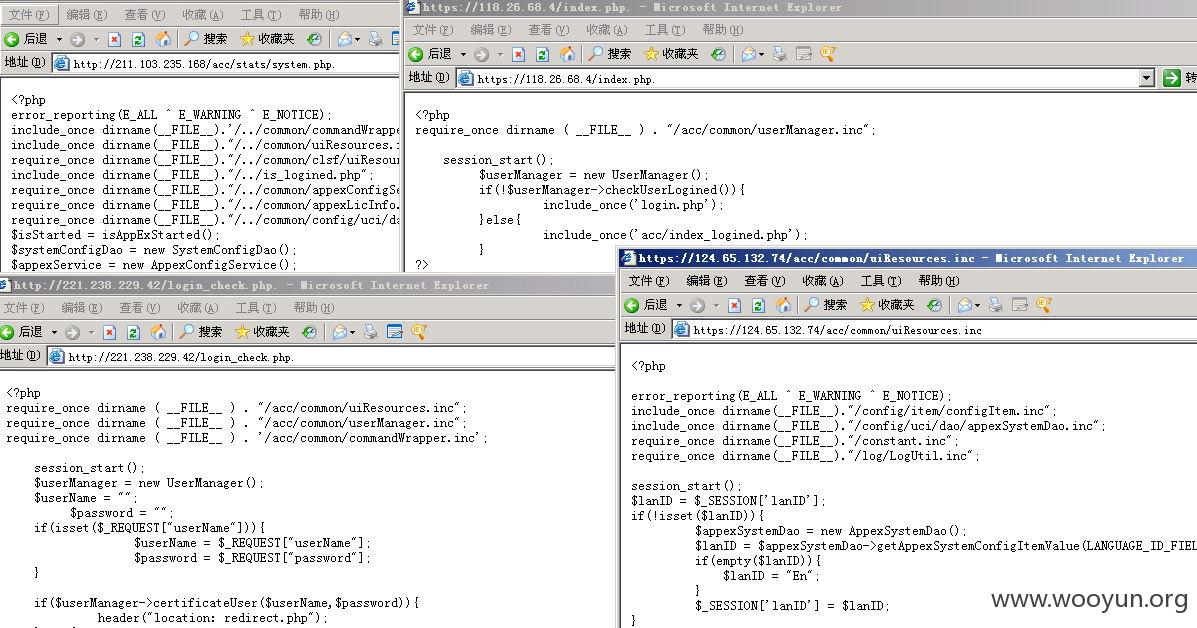 文件(F) 编辑(E) 查看(V) 收藏(A) 工具(T) 帮助(H)
后退 搜索 收藏夹
地址(D) http://211.103.235.168/acc/stats/system.php.
<?php
error_reporting(E_ALL ^ E_WARNING ^ E_NOTICE);
include_once dirname(__FILE__).'/../common/commandWrappe
include_once dirname(__FILE__)."/../common/uiResources.i
require_once dirname(__FILE__)."/../common/clsf/uiResour
include_once dirname(__FILE__)."/../is_logined.php";
require_once dirname(__FILE__)."/../common/appexConfigSe
require_once dirname(__FILE__)."/../common/appexLicInfo.
require_once dirname(__FILE__)."/../common/config/uci/da
$isStarted = isAppExStarted();
$systemConfigDao = new SystemConfigDao();
$appexService = new AppexConfigService();
https://118.26.68.4/index.php. - Microsoft Internet Explorer
文件(F) 编辑(E) 查看(V) 收藏(A) 工具(T) 帮助(H)
后退 搜索 收藏夹
地址(D) https://118.26.68.4/index.php. 转
<?php
require_once dirname ( __FILE__ ) . "/acc/common/userManager.inc";
session_start();
$userManager = new UserManager();
if(!$userManager->checkUserLogined()){
include_once('login.php');
}else{
include_once('acc/index_logined.php');
}
?>
http://221.238.229.42/login_check.php. - Microsoft Internet Explorer
文件(F) 编辑(E) 查看(V) 收藏(A) 工具(T) 帮助(H)
后退 搜索 收藏夹
地址(D) http://221.238.229.42/login_check.php.
<?php
require_once dirname ( __FILE__ ) . "/acc/common/uiResources.inc";
require_once dirname ( __FILE__ ) . "/acc/common/userManager.inc";
require_once dirname ( __FILE__ ) . '/acc/common/commandWrapper.inc';
session_start();
$userManager = new UserManager();
$userName = "";
$password = "";
if(isset($_REQUEST["userName"])){
$userName = $_REQUEST["userName"];
$password = $_REQUEST["password"];
}
if($userManager->certificateUser($userName,$password)){
header("location: redirect.php");
https://124.65.132.74/acc/common/uiResources.inc - Microsoft Internet Explorer
文件(F) 编辑(E) 查看(V) 收藏(A) 工具(T) 帮助(H)
后退 搜索 收藏夹
地址(D) https://124.65.132.74/acc/common/uiResources.inc
<?php
error_reporting(E_ALL ^ E_WARNING ^ E_NOTICE);
include_once dirname(__FILE__)."/config/item/configItem.inc";
include_once dirname(__FILE__)."/config/uci/dao/appexSystemDao.inc";
require_once dirname(__FILE__)."/constant.inc";
require_once dirname(__FILE__)."/log/LogUtil.inc";
session_start();
$lanID = $_SESSION['lanID'];
if(!isset($lanID)){
$appexSystemDao = new AppexSystemDao();
$lanID = $appexSystemDao->getAppexSystemConfigItemValue(LANGUAGE_ID_FIEL
if(empty($lanID)){
$lanID = "En";
}
$_SESSION['lanID'] = $lanID;
}
www.wooyun.org